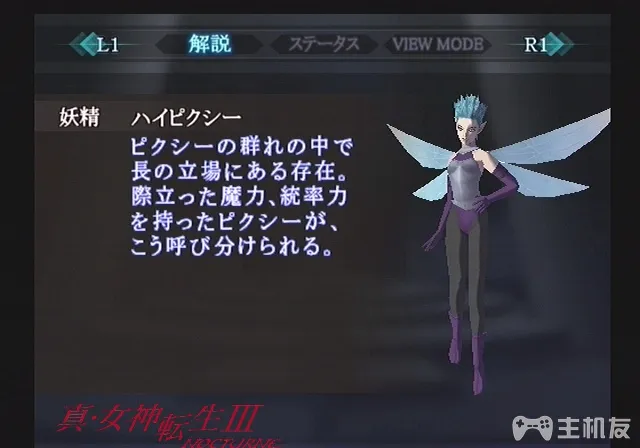 L1 解説 ステータス VIEW MODE R1
妖精 ハイピクシー
ピクシーの群れの中で
長の立場にある存在。
際立った魔力、統率力
を持ったピクシーが、
こう呼び分けられる。
真・女神転生III
NOCTURNE
主机友